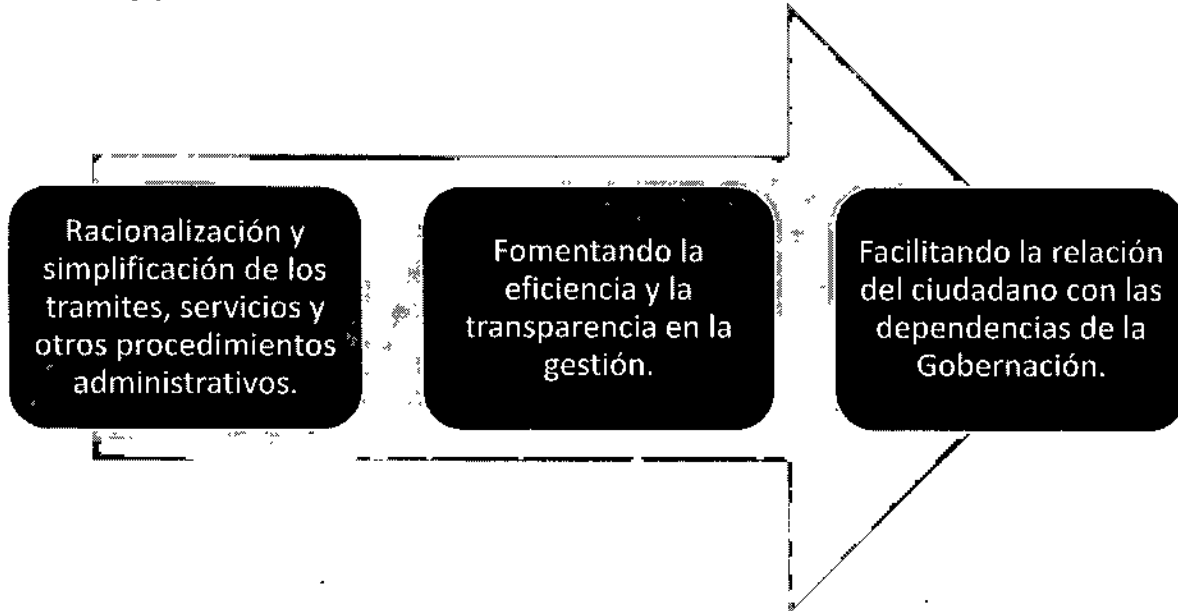 Racionalización y
simplificación de los
tramites, servicios y
otros procedimientos
administrativos.
Fomentando la
eficiencia y la
transparencia en la
gestión.
Facilitando la relación
del ciudadano con las
dependencias de la
Gobernación.